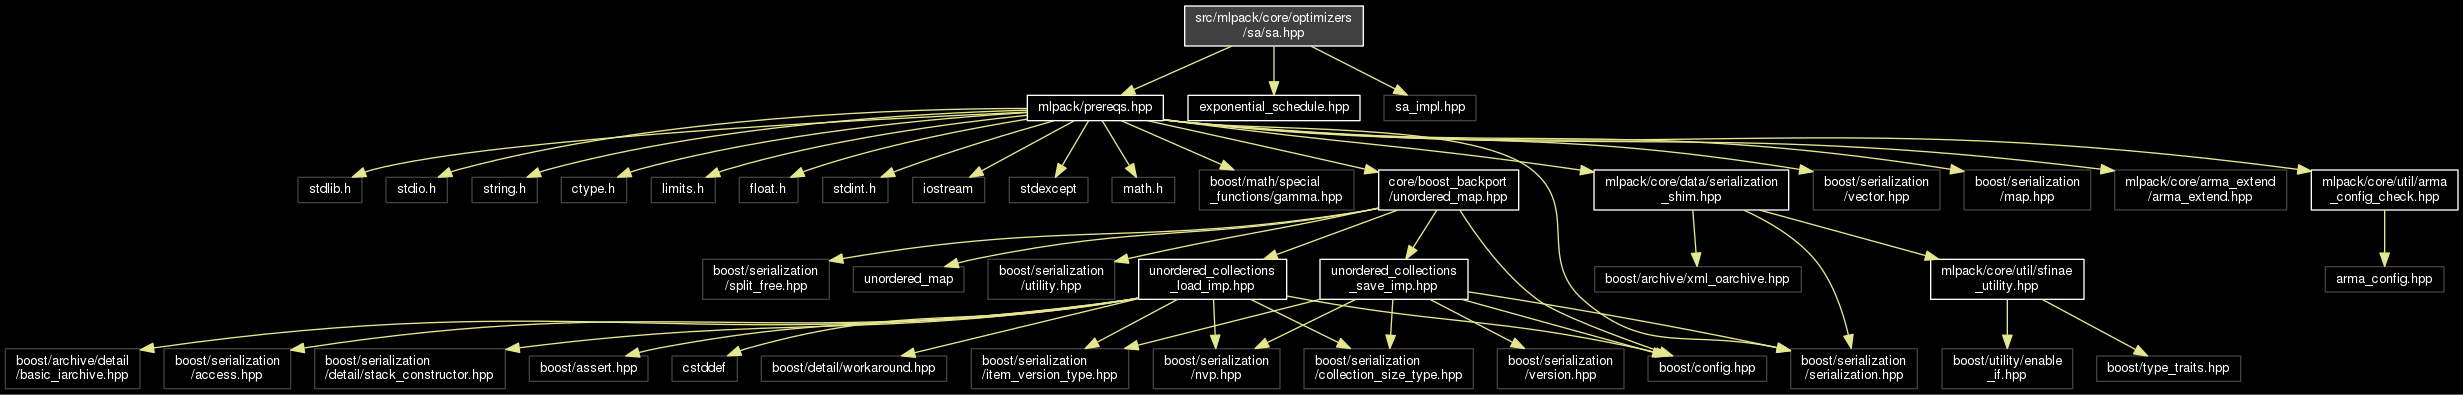 src/mlpack/core/optimizers
/sa/sa.hpp
mlpack/prereqs.hpp
exponential_schedule.hpp
sa_impl.hpp
stdlib.h
stdio.h
string.h
ctype.h
limits.h
float.h
stdint.h
iostream
stdexcept
math.h
boost/math/special
_functions/gamma.hpp
core/boost_backport
/unordered_map.hpp
mlpack/core/data/serialization
_shim.hpp
boost/serialization
/vector.hpp
boost/serialization
/map.hpp
mlpack/core/arma_extend
/arma_extend.hpp
mlpack/core/util/arma
_config_check.hpp
boost/serialization
/split_free.hpp
unordered_map
boost/serialization
/utility.hpp
unordered_collections
_load_imp.hpp
unordered_collections
_save_imp.hpp
boost/archive/xml_oarchive.hpp
mlpack/core/util/sfinae
_utility.hpp
arma_config.hpp
boost/archive/detail
/basic_iarchive.hpp
boost/serialization
/access.hpp
boost/serialization
/detail/stack_constructor.hpp
boost/assert.hpp
cstddef
boost/detail/workaround.hpp
boost/serialization
/item_version_type.hpp
boost/serialization
/nvp.hpp
boost/serialization
/collection_size_type.hpp
boost/serialization
/version.hpp
boost/config.hpp
boost/serialization
/serialization.hpp
boost/utility/enable
_if.hpp
boost/type_traits.hpp